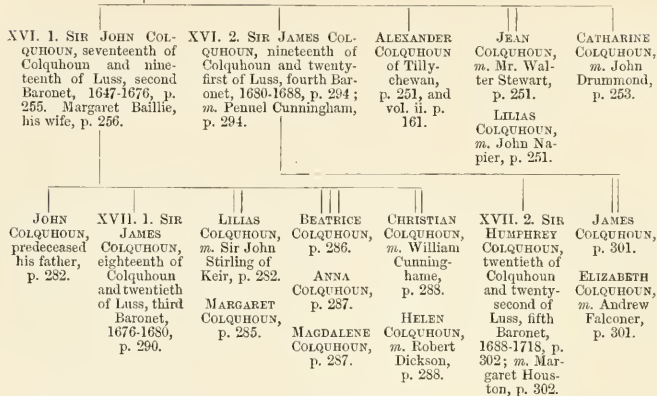 XVI. 1. SIR JOHN COL-
QUHOUN, seventeenth of
Colquhoun and nine-
teenth of Luss, second
Baronet, 1647-1676, p.
255. Margaret Baillie,
his wife, p. 256.
XVI. 2. SIR JAMES COL-
QUHOUN, nineteenth of
Colquhoun and twenty-
first of Luss, fourth Bar-
onet, 1680-1688, p. 294;
m. Pennel Cunningham,
p. 294.
ALEXANDER
COLQUHOUN
of Tilly-
chewan,
p. 251, and
vol. ii. p.
161.
JEAN
COLQUHOUN,
m. Mr. Wal-
ter Stewart,
p. 251.
LILIAS
COLQUHOUN,
m. John Na-
pier, p. 251.
CATHARINE
COLQUHOUN,
m. John
Drummond,
p. 253.
JOHN
COLQUHOUN,
predeceased
his father,
p. 282.
XVII. 1. SIR
JAMES
COLQUHOUN,
eighteenth of
Colquhoun
and twentieth
of Luss, third
Baronet,
1676-1680,
p. 290.
LILIAS
COLQUHOUN,
m. Sir John
Stirling of
Keir, p. 282.
MARGARET
COLQUHOUN,
p. 285.
BEATRICE
COLQUHOUN,
p. 286.
ANNA
COLQUHOUN,
p. 287.
MAGDALENE
COLQUHOUN,
p. 287.
CHRISTIAN
COLQUHOUN,
m. William
Cunning-
hame,
p. 288.
HELEN
COLQUHOUN,
m. Robert
Dickson,
p. 288.
XVII. 2. SIR
HUMPHREY
COLQUHOUN,
twentieth of
Colquhoun
and twenty-
second of
Luss, fifth
Baronet,
1688-1718, p.
302; m. Mar-
garet Hous-
ton, p. 302.
JAMES
COLQUHOUN,
p. 301.
ELIZABETH
COLQUHOUN,
m. Andrew
Falconer,
p. 301.